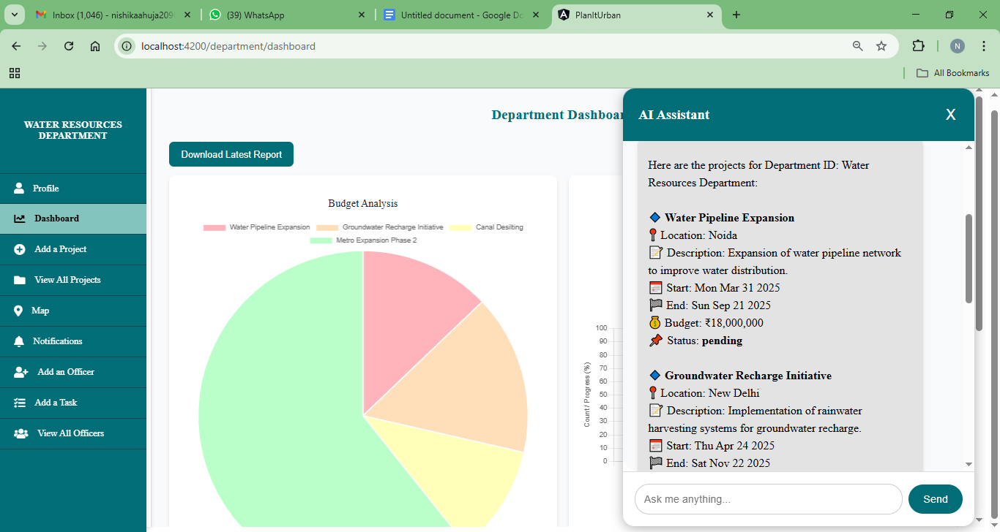 Inbox (1,046) - nishikaahuja209
(39) WhatsApp
Untitled document - Google Do
PlanItUrban
localhost:4200/department/dashboard
N
All Bookmarks
WATER RESOURCES
DEPARTMENT
Profile
Dashboard
Add a Project
View All Projects
Map
Notifications
Add an Officer
Add a Task
View All Officers
Department Dashboar
Download Latest Report
Budget Analysis
Water Pipeline Expansion
Groundwater Recharge Initiative
Canal Desilting
Metro Expansion Phase 2
Count / Progress (%)
100
90
80
70
60
50
40
30
20
10
0
AI Assistant
X
Here are the projects for Department ID: Water
Resources Department:
🔹 Water Pipeline Expansion
📍 Location: Noida
📝 Description: Expansion of water pipeline network
to improve water distribution.
📅 Start: Mon Mar 31 2025
🏁 End: Sun Sep 21 2025
💰 Budget: ₹18,000,000
📌 Status: pending
🔹 Groundwater Recharge Initiative
📍 Location: New Delhi
📝 Description: Implementation of rainwater
harvesting systems for groundwater recharge.
📅 Start: Thu Apr 24 2025
🏁 End: Sat Nov 22 2025
Ask me anything...
Send